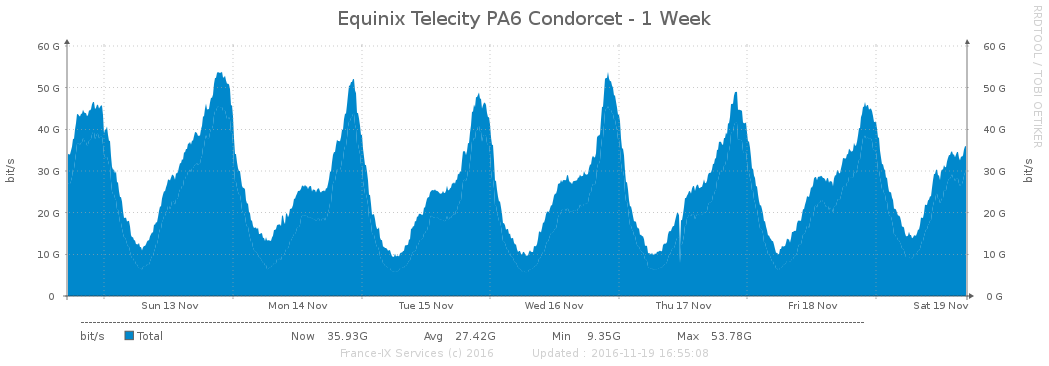 Equinix Telecity PA6 Condorcet - 1 Week
RRDTOOL / TOBI OETIKER
60 G 60 G
50 G 50 G
40 G 40 G
30 G 30 G
20 G 20 G
10 G 10 G
0 0 G
bit/s bit/s
Sun 13 Nov Mon 14 Nov Tue 15 Nov Wed 16 Nov Thu 17 Nov Fri 18 Nov Sat 19 Nov
bit/s Total Now 35.93G Avg 27.42G Min 9.35G Max 53.78G
France-IX Services (c) 2016 Updated : 2016-11-19 16:55:08